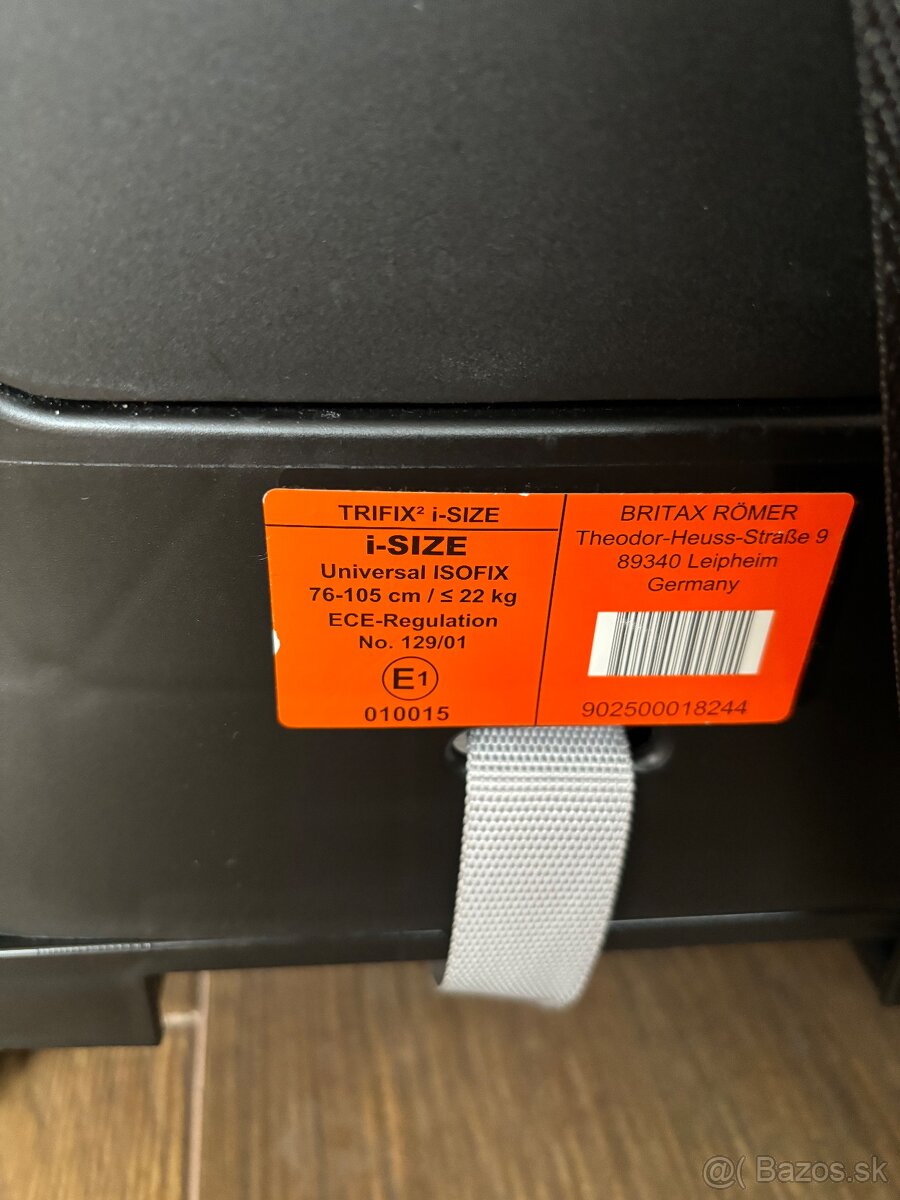 TRIFIX² i-SIZE
i-SIZE
Universal ISOFIX
76-105 cm / ≤ 22 kg
ECE-Regulation
No. 129/01
E1
010015
BRITAX RÖMER
Theodor-Heuss-Straße 9
89340 Leipheim
Germany
902500018244
@( Bazos.sk